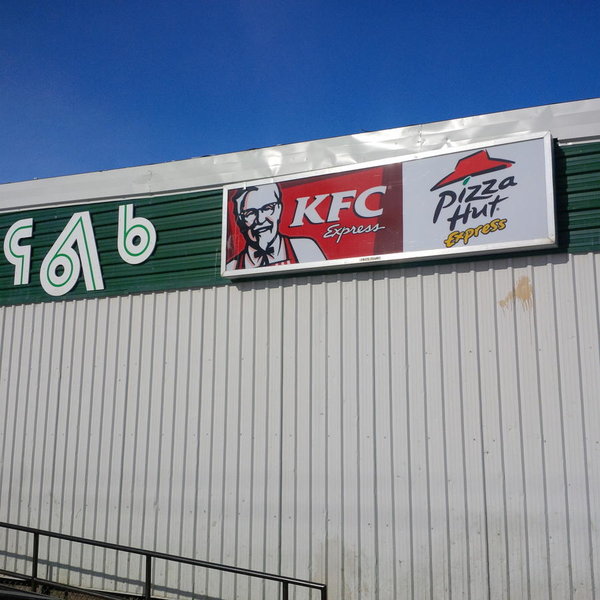 KFC
Express
Pizza
Hut
Express